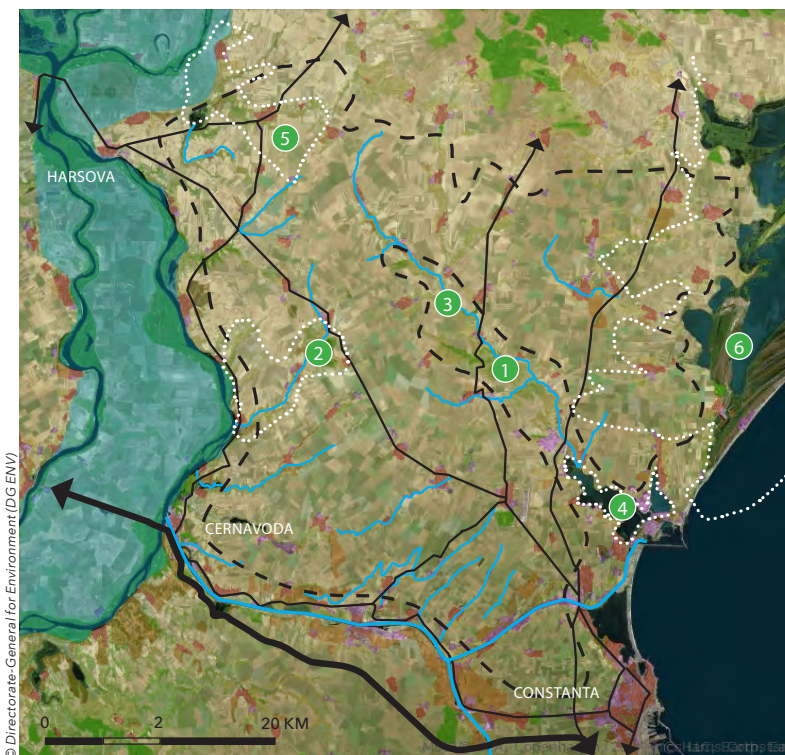 HARSOVA
5
3
6
2
1
4
CERNAVODA
CONSTANTA
0 2 20 KM
© Directorate-General for Environment (DG ENV)